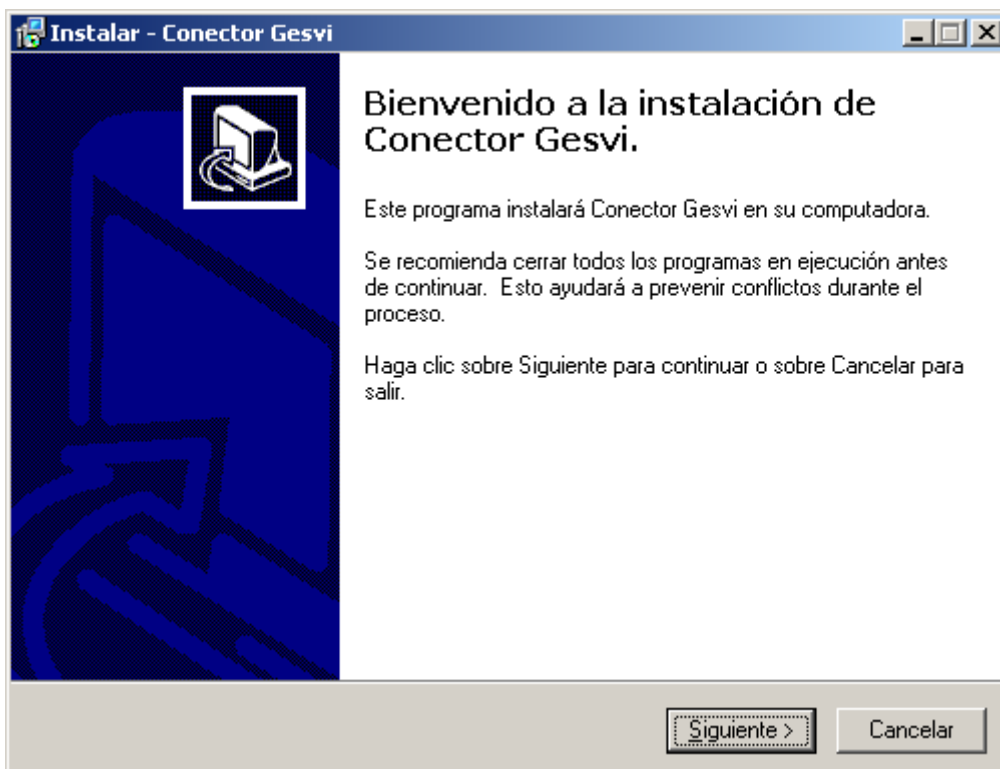 Instalar - Conector Gesvi
Bienvenido a la instalación de
Conector Gesvi.
Este programa instalará Conector Gesvi en su computadora.
Se recomienda cerrar todos los programas en ejecución antes
de continuar.  Esto ayudará a prevenir conflictos durante el
proceso.
Haga clic sobre Siguiente para continuar o sobre Cancelar para
salir.
Siguiente >
Cancelar